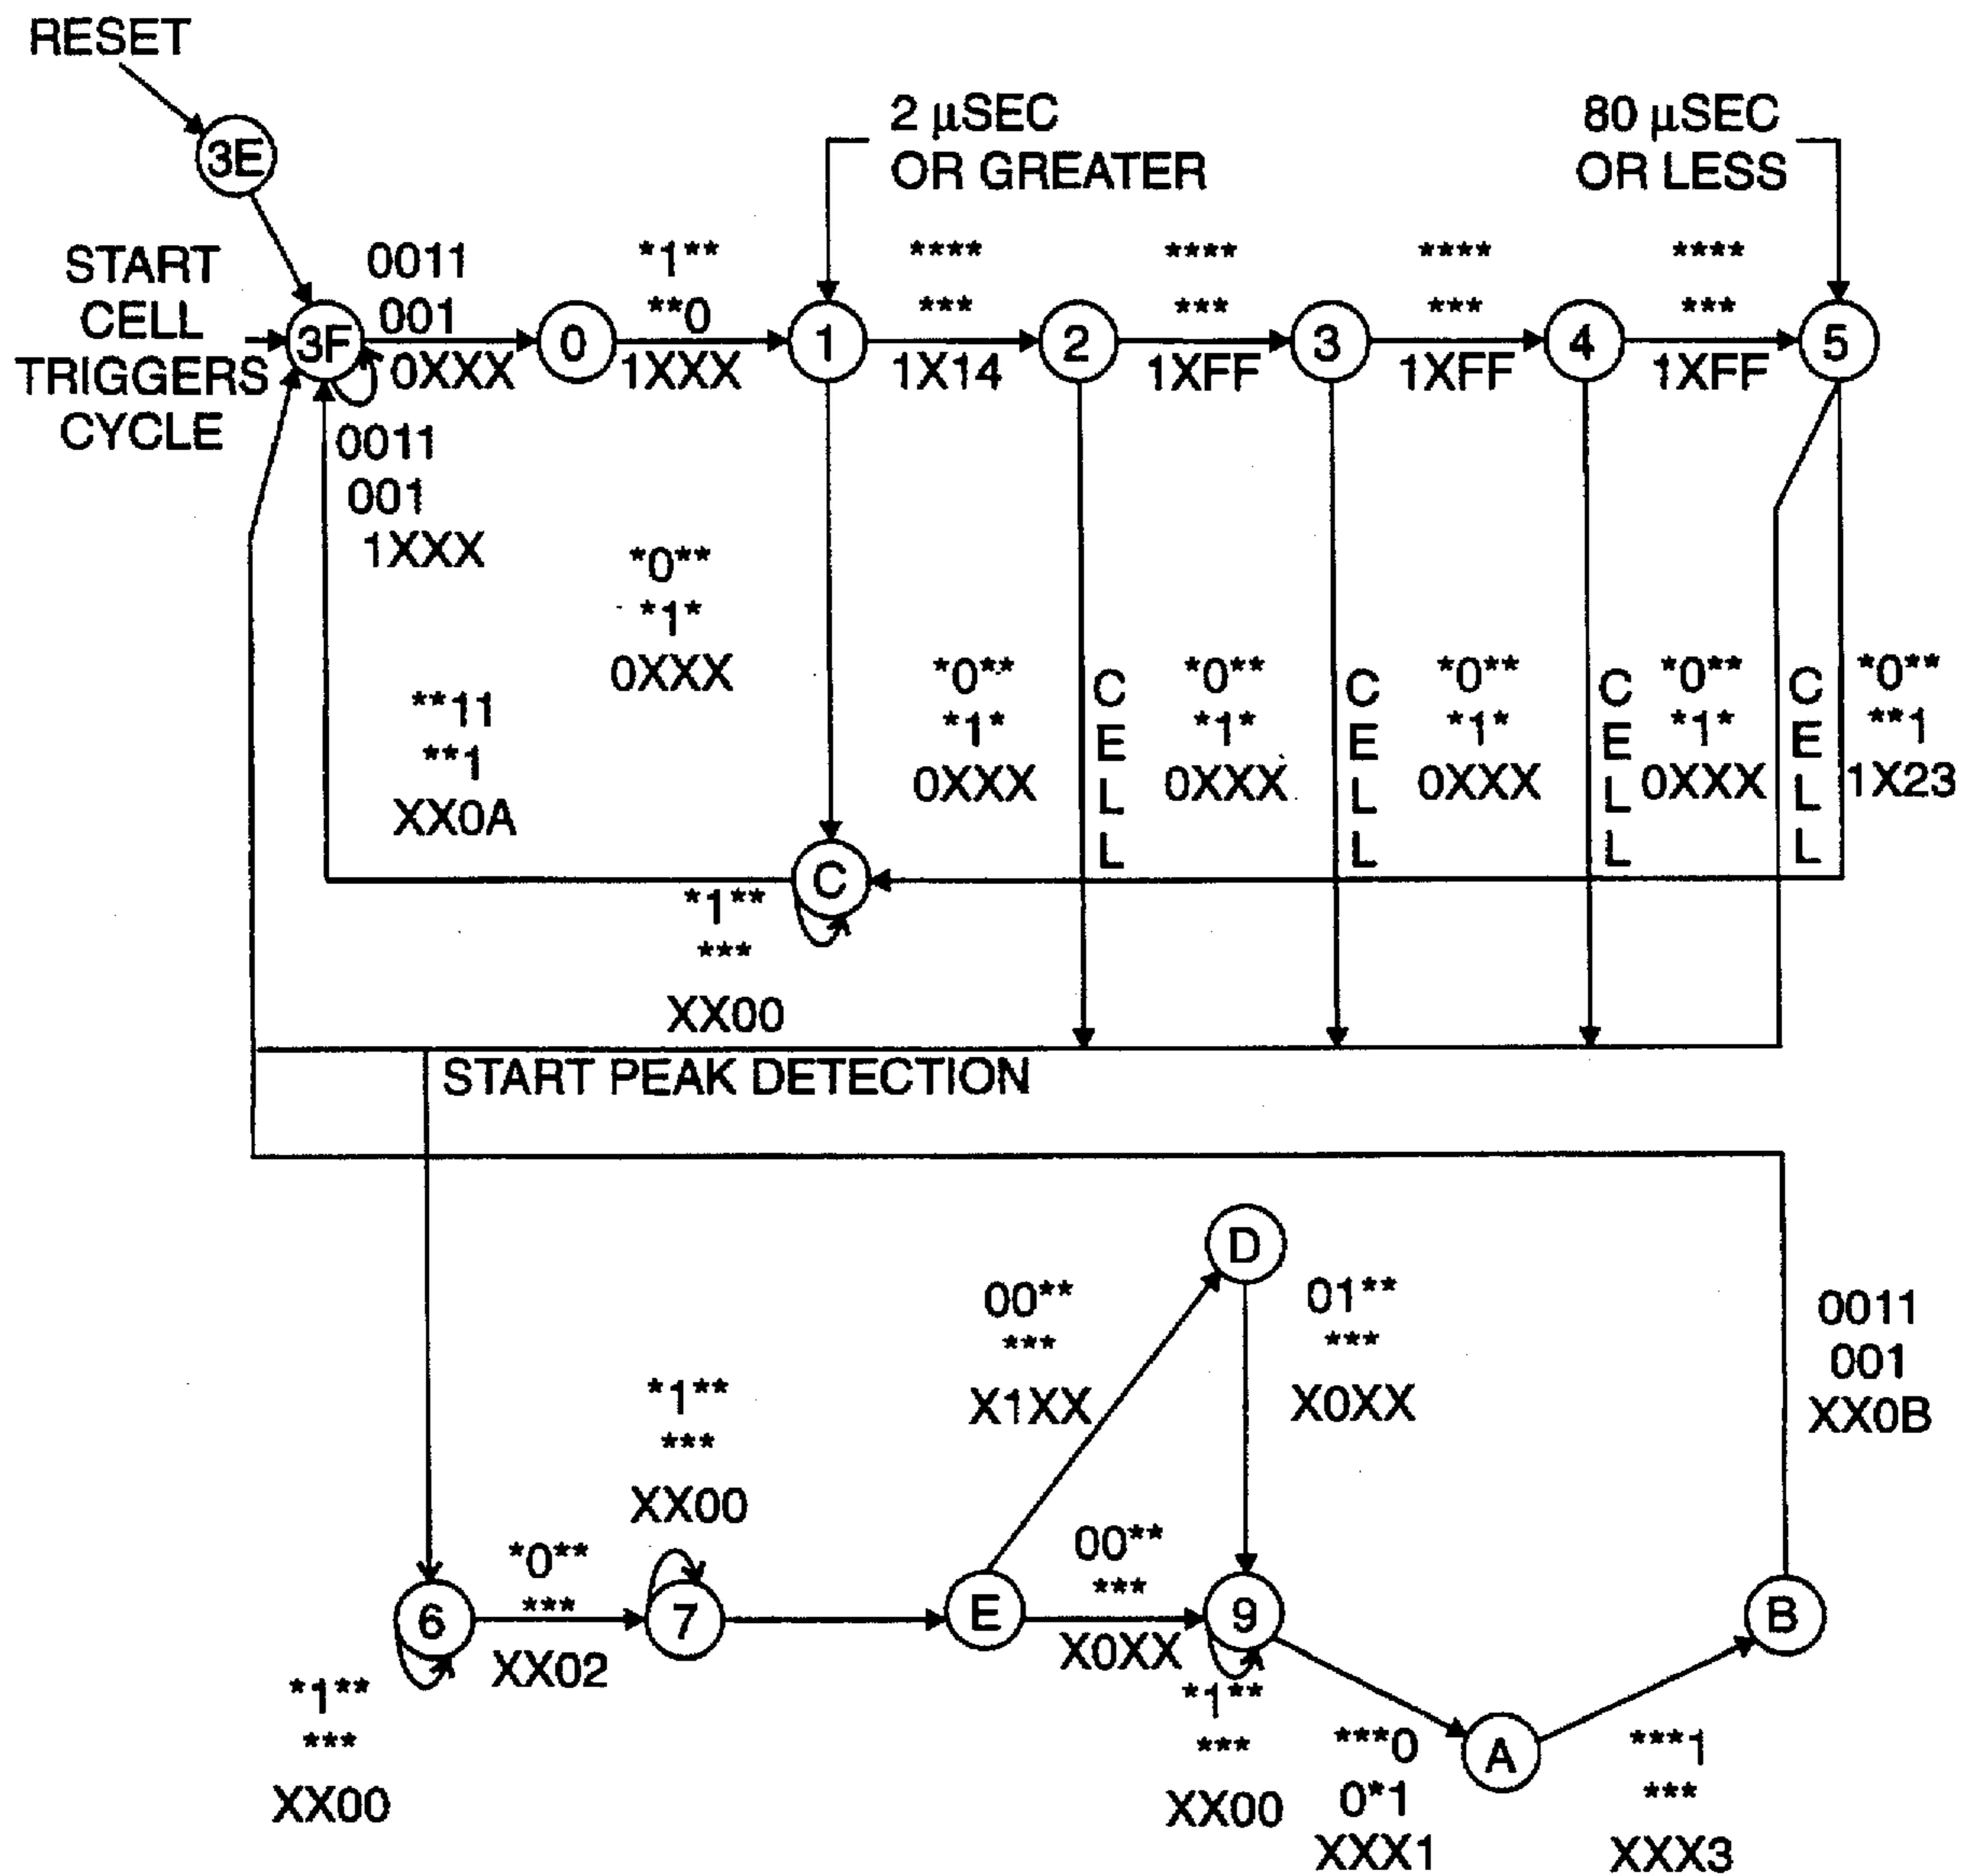 RESET
3E
2 µSEC
OR GREATER
80 µSEC
OR LESS
START
CELL
TRIGGERS
CYCLE
3F
0011
001
0XXX
0
*1**
**0
1XXX
1
****
***
1X14
2
****
***
1XFF
3
****
***
1XFF
4
****
***
1XFF
5
0011
001
1XXX
**11
**1
XX0A
*0**
*1*
0XXX
*0**
*1*
0XXX
CELL
*0**
*1*
0XXX
CELL
*0**
*1*
0XXX
CELL
*0**
*1*
0XXX
CELL
*0**
**1
1X23
C
*1**
***
XX00
START PEAK DETECTION
D
00**
***
X1XX
01**
***
X0XX
0011
001
XX0B
*1**
***
XX00
6
*0**
***
XX02
7
E
00**
***
X0XX
9
B
*1**
***
XX00
*1**
***
XX00
***0
0*1
XXX1
A
***1
***
XXX3